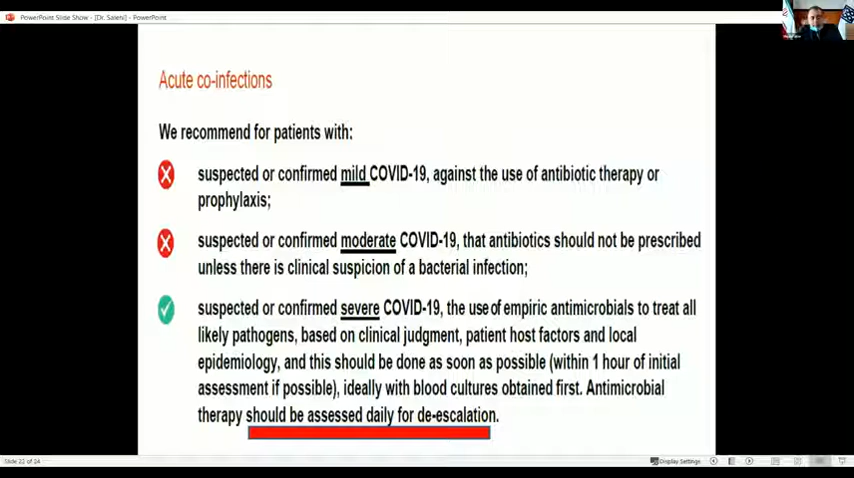 PowerPoint Slide Show - [Dr. Salehi] - PowerPoint
Acute co-infections
We recommend for patients with:
suspected or confirmed mild COVID-19, against the use of antibiotic therapy or
prophylaxis;
suspected or confirmed moderate COVID-19, that antibiotics should not be prescribed
unless there is clinical suspicion of a bacterial infection;
suspected or confirmed severe COVID-19, the use of empiric antimicrobials to treat all
likely pathogens, based on clinical judgment, patient host factors and local
epidemiology, and this should be done as soon as possible (within 1 hour of initial
assessment if possible), ideally with blood cultures obtained first. Antimicrobial
therapy should be assessed daily for de-escalation.
Slide 22 of 24
Display Settings